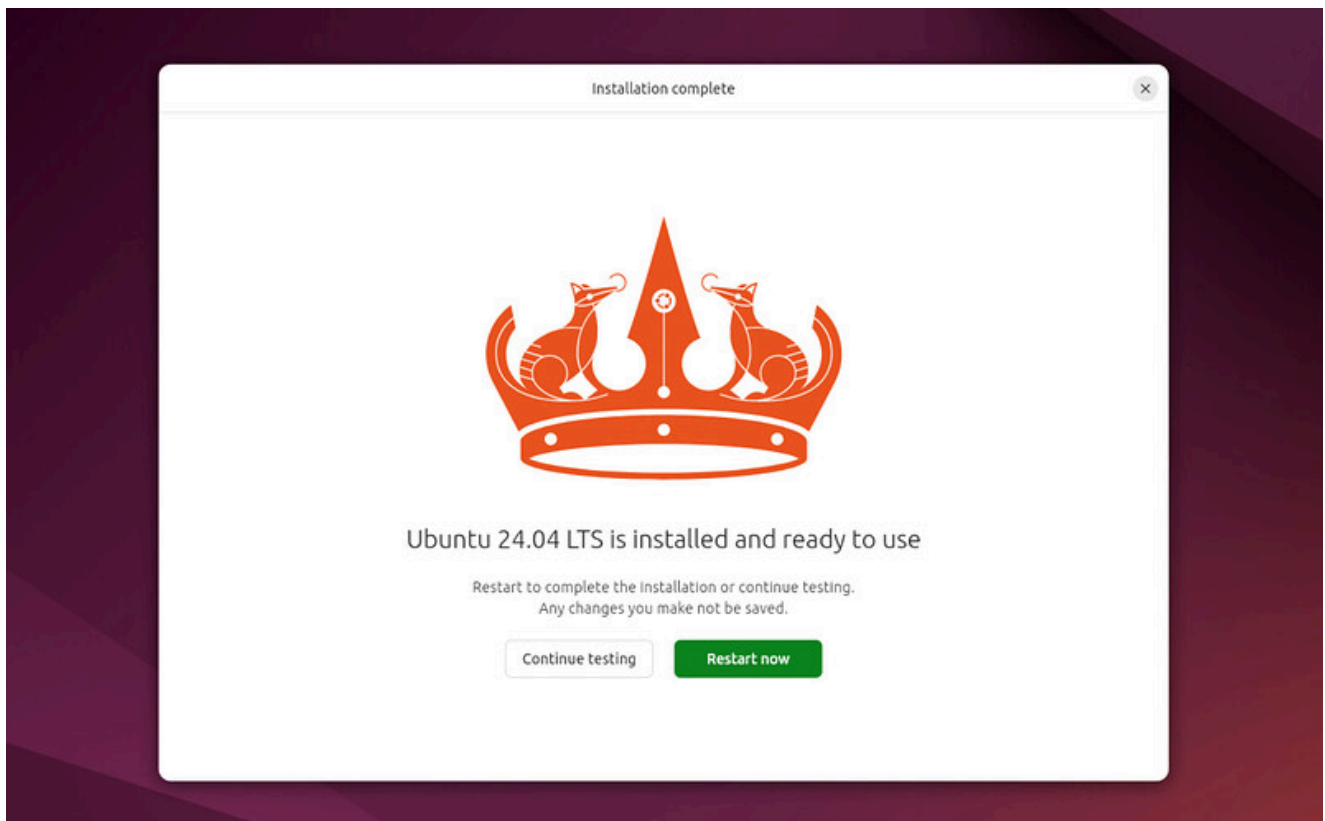 Installation complete
Ubuntu 24.04 LTS is installed and ready to use
Restart to complete the installation or continue testing.
Any changes you make not be saved.
Continue testing
Restart now